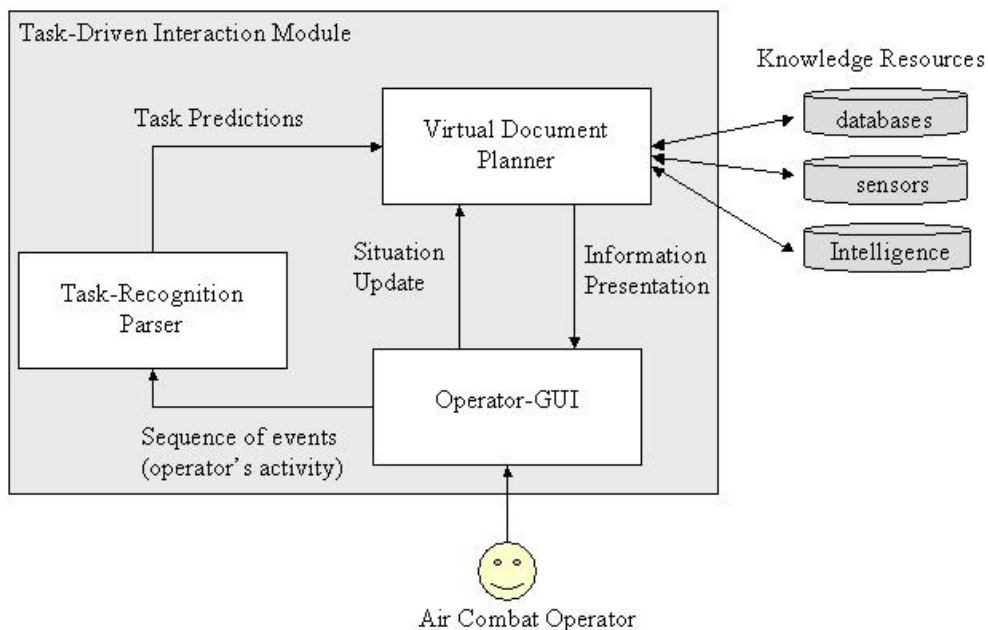 Task-Driven Interaction Module
Knowledge Resources
databases
sensors
Intelligence
Task Predictions
Virtual Document
Planner
Situation
Update
Information
Presentation
Task-Recognition
Parser
Operator-GUI
Sequence of events
(operator's activity)
Air Combat Operator